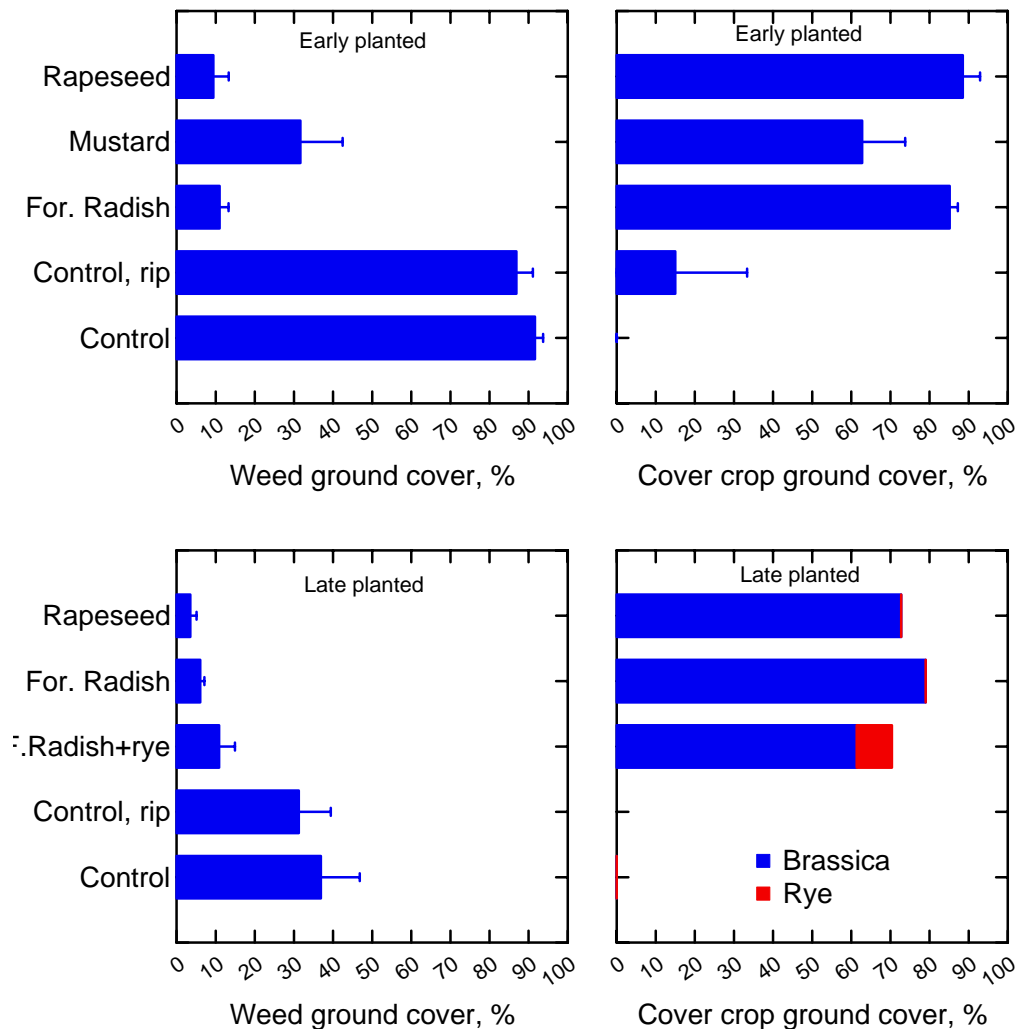 Early planted
Rapeseed
Mustard
For. Radish
Control, rip
Control
0 10 20 30 40 50 60 70 80 90 100
Weed ground cover, %
Early planted
0 10 20 30 40 50 60 70 80 90 100
Cover crop ground cover, %
Late planted
Rapeseed
For. Radish
F.Radish+rye
Control, rip
Control
0 10 20 30 40 50 60 70 80 90 100
Weed ground cover, %
Late planted
Brassica
Rye
0 10 20 30 40 50 60 70 80 90 100
Cover crop ground cover, %